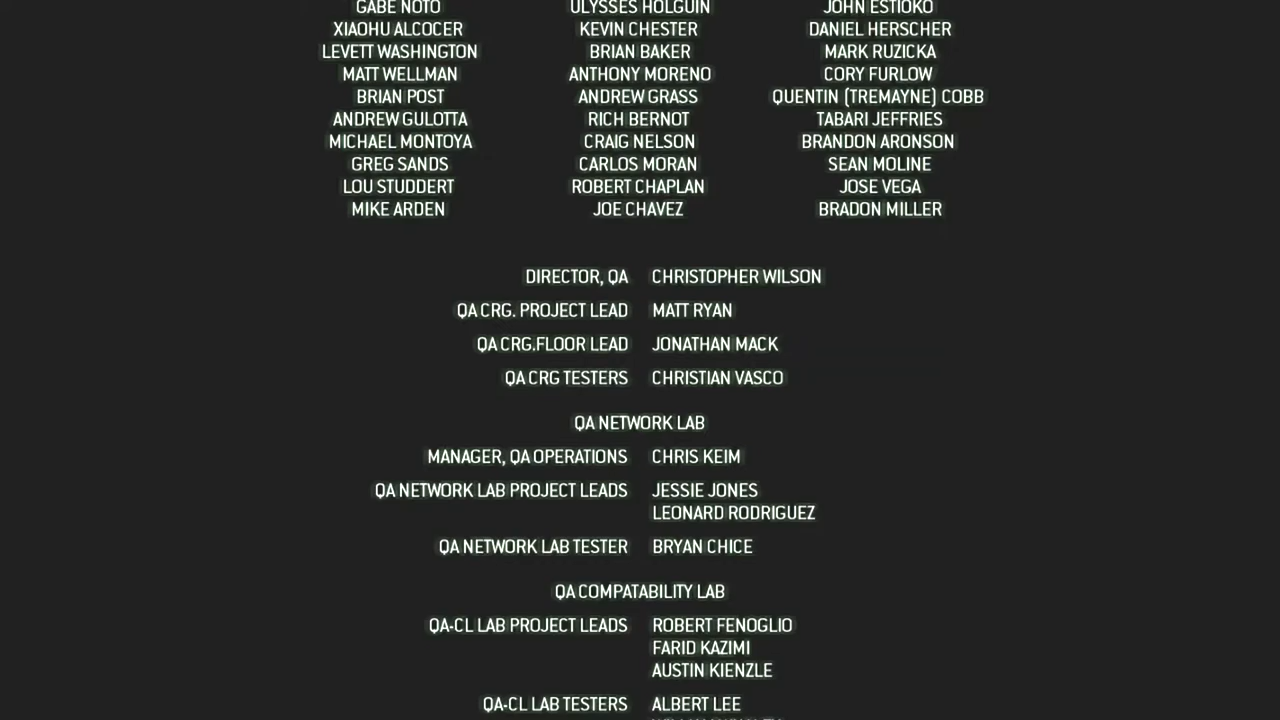 GABE NOTO ULYSSES HOLGUIN JOHN ESTIOKO
XIAOHU ALCOCER KEVIN CHESTER DANIEL HERSCHER
LEVETT WASHINGTON BRIAN BAKER MARK RUZICKA
MATT WELLMAN ANTHONY MORENO CORY FURLOW
BRIAN POST ANDREW GRASS QUENTIN (TREMAYNE) COBB
ANDREW GULOTTA RICH BERNOT TABARI JEFFRIES
MICHAEL MONTOYA CRAIG NELSON BRANDON ARONSON
GREG SANDS CARLOS MORAN SEAN MOLINE
LOU STUDDERT ROBERT CHAPLAN JOSE VEGA
MIKE ARDEN JOE CHAVEZ BRADON MILLER
DIRECTOR, QA CHRISTOPHER WILSON
QA CRG. PROJECT LEAD MATT RYAN
QA CRG.FLOOR LEAD JONATHAN MACK
QA CRG TESTERS CHRISTIAN VASCO
QA NETWORK LAB
MANAGER, QA OPERATIONS CHRIS KEIM
QA NETWORK LAB PROJECT LEADS JESSIE JONES
LEONARD RODRIGUEZ
QA NETWORK LAB TESTER BRYAN CHICE
QA COMPATABILITY LAB
QA-CL LAB PROJECT LEADS ROBERT FENOGLIO
FARID KAZIMI
AUSTIN KIENZLE
QA-CL LAB TESTERS ALBERT LEE